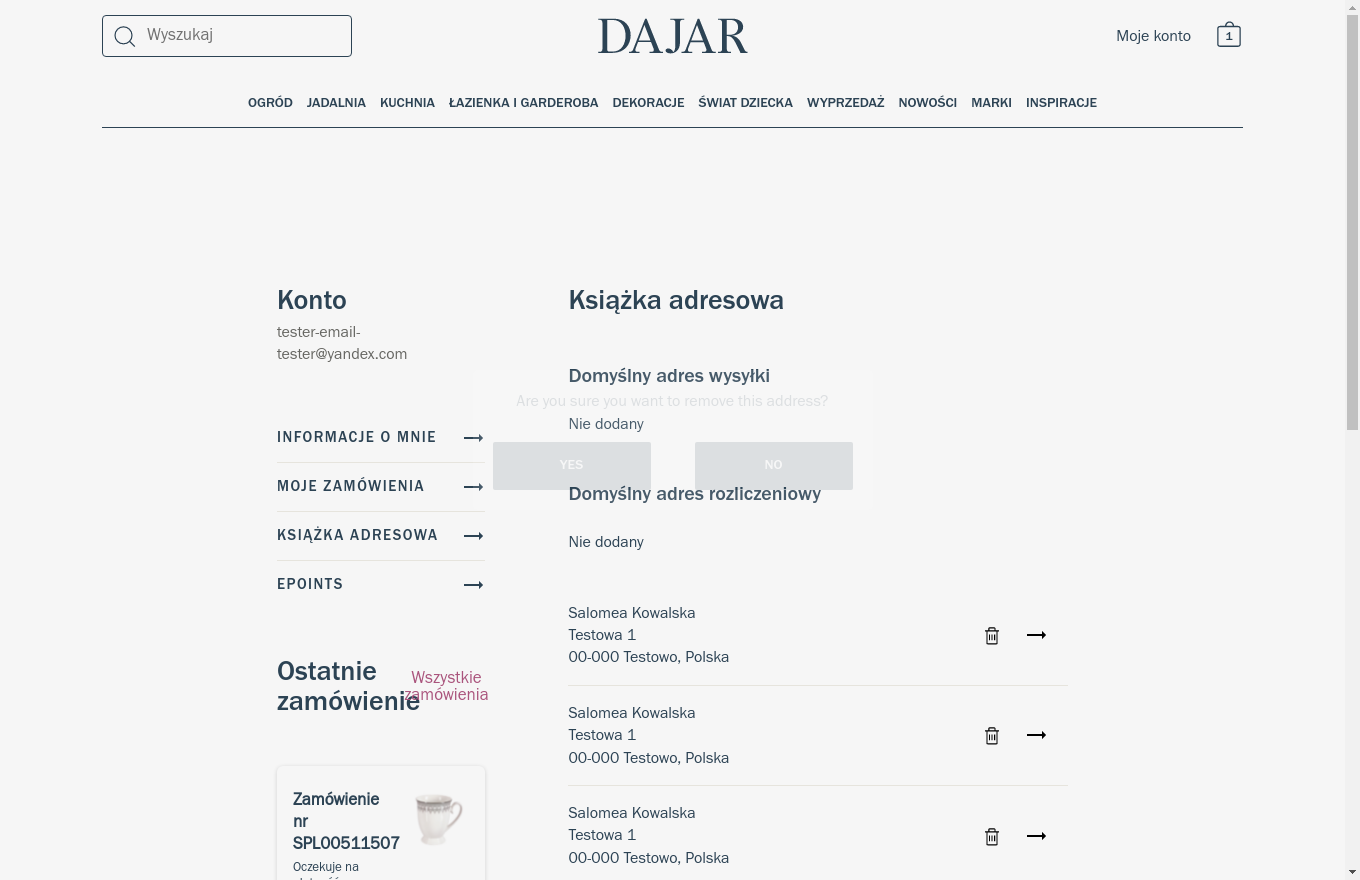 Wyszukaj
DAJAR
Moje konto
1
OGRÓD JADALNIA KUCHNIA ŁAZIENKA I GARDEROBA DEKORACJE ŚWIAT DZIECKA WYPRZEDAŻ NOWOŚCI MARKI INSPIRACJE
Konto
tester-email-
tester@yandex.com
INFORMACJE O MNIE
MOJE ZAMÓWIENIA
KSIĄŻKA ADRESOWA
EPOINTS
Ostatnie
zamówienie
Wszystkie
zamówienia
Zamówienie
nr
SPL00511507
Oczekuje na
Książka adresowa
Domyślny adres wysyłki
Are you sure you want to remove this address?
Nie dodany
YES
NO
Domyślny adres rozliczeniowy
Nie dodany
Salomea Kowalska
Testowa 1
00-000 Testowo, Polska
Salomea Kowalska
Testowa 1
00-000 Testowo, Polska
Salomea Kowalska
Testowa 1
00-000 Testowo, Polska